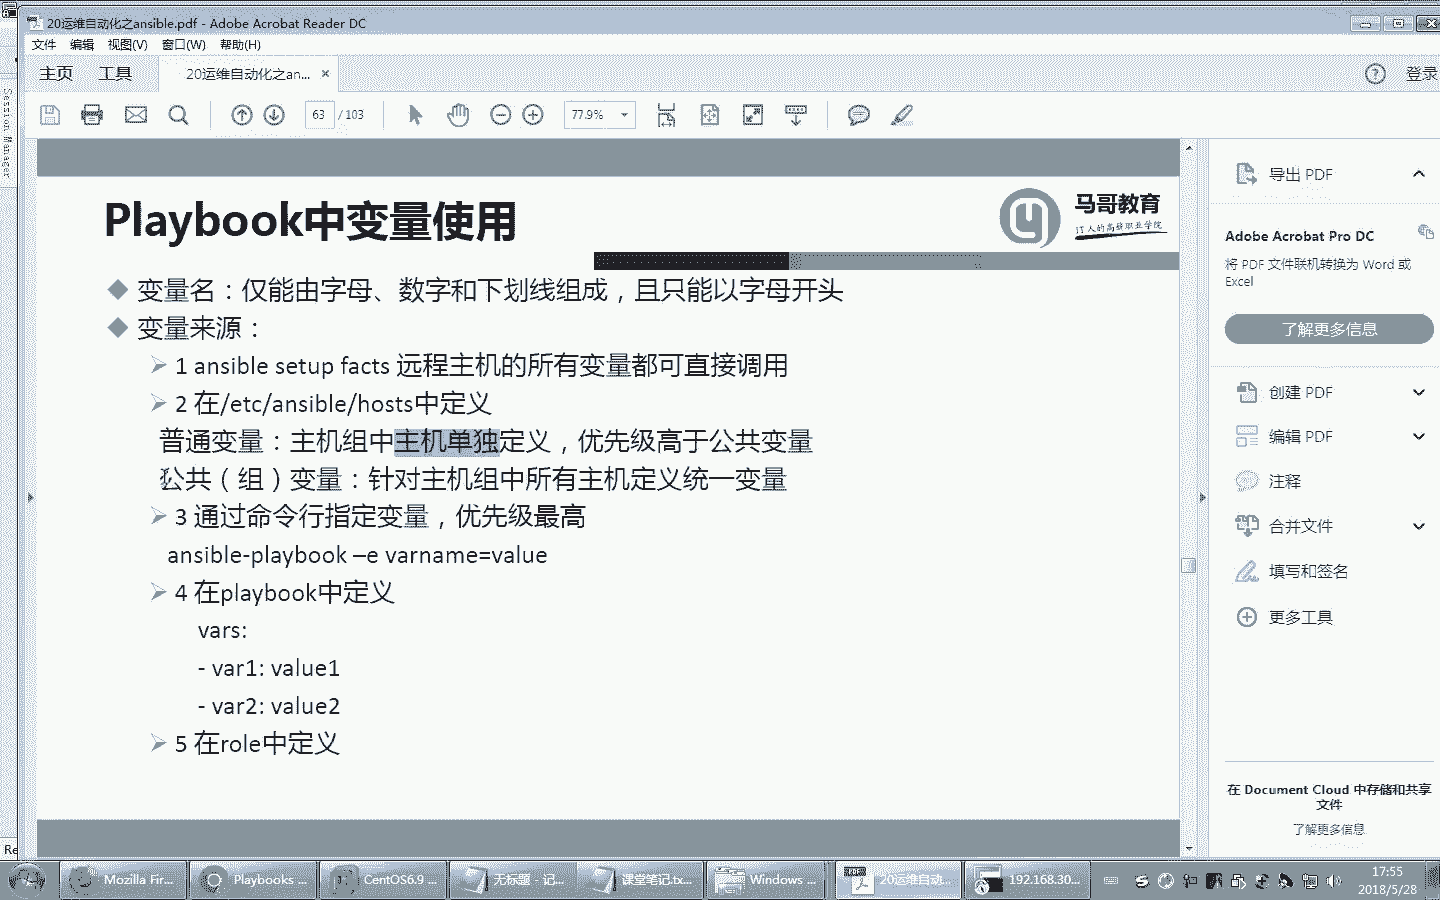 20运维自动化之ansible.pdf - Adobe Acrobat Reader DC
文件 编辑 视图(V) 窗口(W) 帮助(H)
主页 工具 20运维自动化之an... × ? 登录
63 / 103 77.9%
Session Manager
Playbook中变量使用
马哥教育
IT人的高薪职业学院
变量名：仅能由字母、数字和下划线组成，且只能以字母开头
变量来源：
1 ansible setup facts 远程主机的所有变量都可直接调用
2 在/etc/ansible/hosts中定义
普通变量：主机组中主机单独定义，优先级高于公共变量
公共（组）变量：针对主机组中所有主机定义统一变量
3 通过命令行指定变量，优先级最高
ansible-playbook –e varname=value
4 在playbook中定义
vars:
- var1: value1
- var2: value2
5 在role中定义
导出 PDF
Adobe Acrobat Pro DC
将 PDF 文件联机转换为 Word 或
Excel
了解更多信息
创建 PDF
编辑 PDF
注释
合并文件
填写和签名
更多工具
在 Document Cloud 中存储和共享
文件
了解更多信息
Re
Mozilla Fir... Playbooks ... CentOS6.9 ... 无标题 - 记... 课堂笔记.tx... Windows ... 20运维自动... 192.168.30...
17:55
2018/5/28